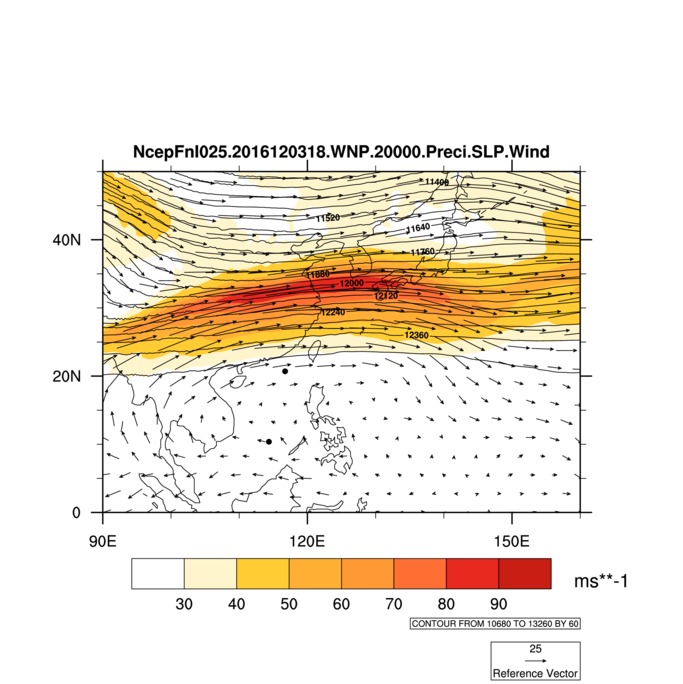 NcepFnl025.2016120318.WNP.20000.Preci.SLP.Wind
11400
11520
11640
11760
11880
12000
12120
12240
12360
40N
20N
0
90E 120E 150E
ms**-1
30 40 50 60 70 80 90
CONTOUR FROM 10680 TO 13260 BY 60
25
Reference Vector